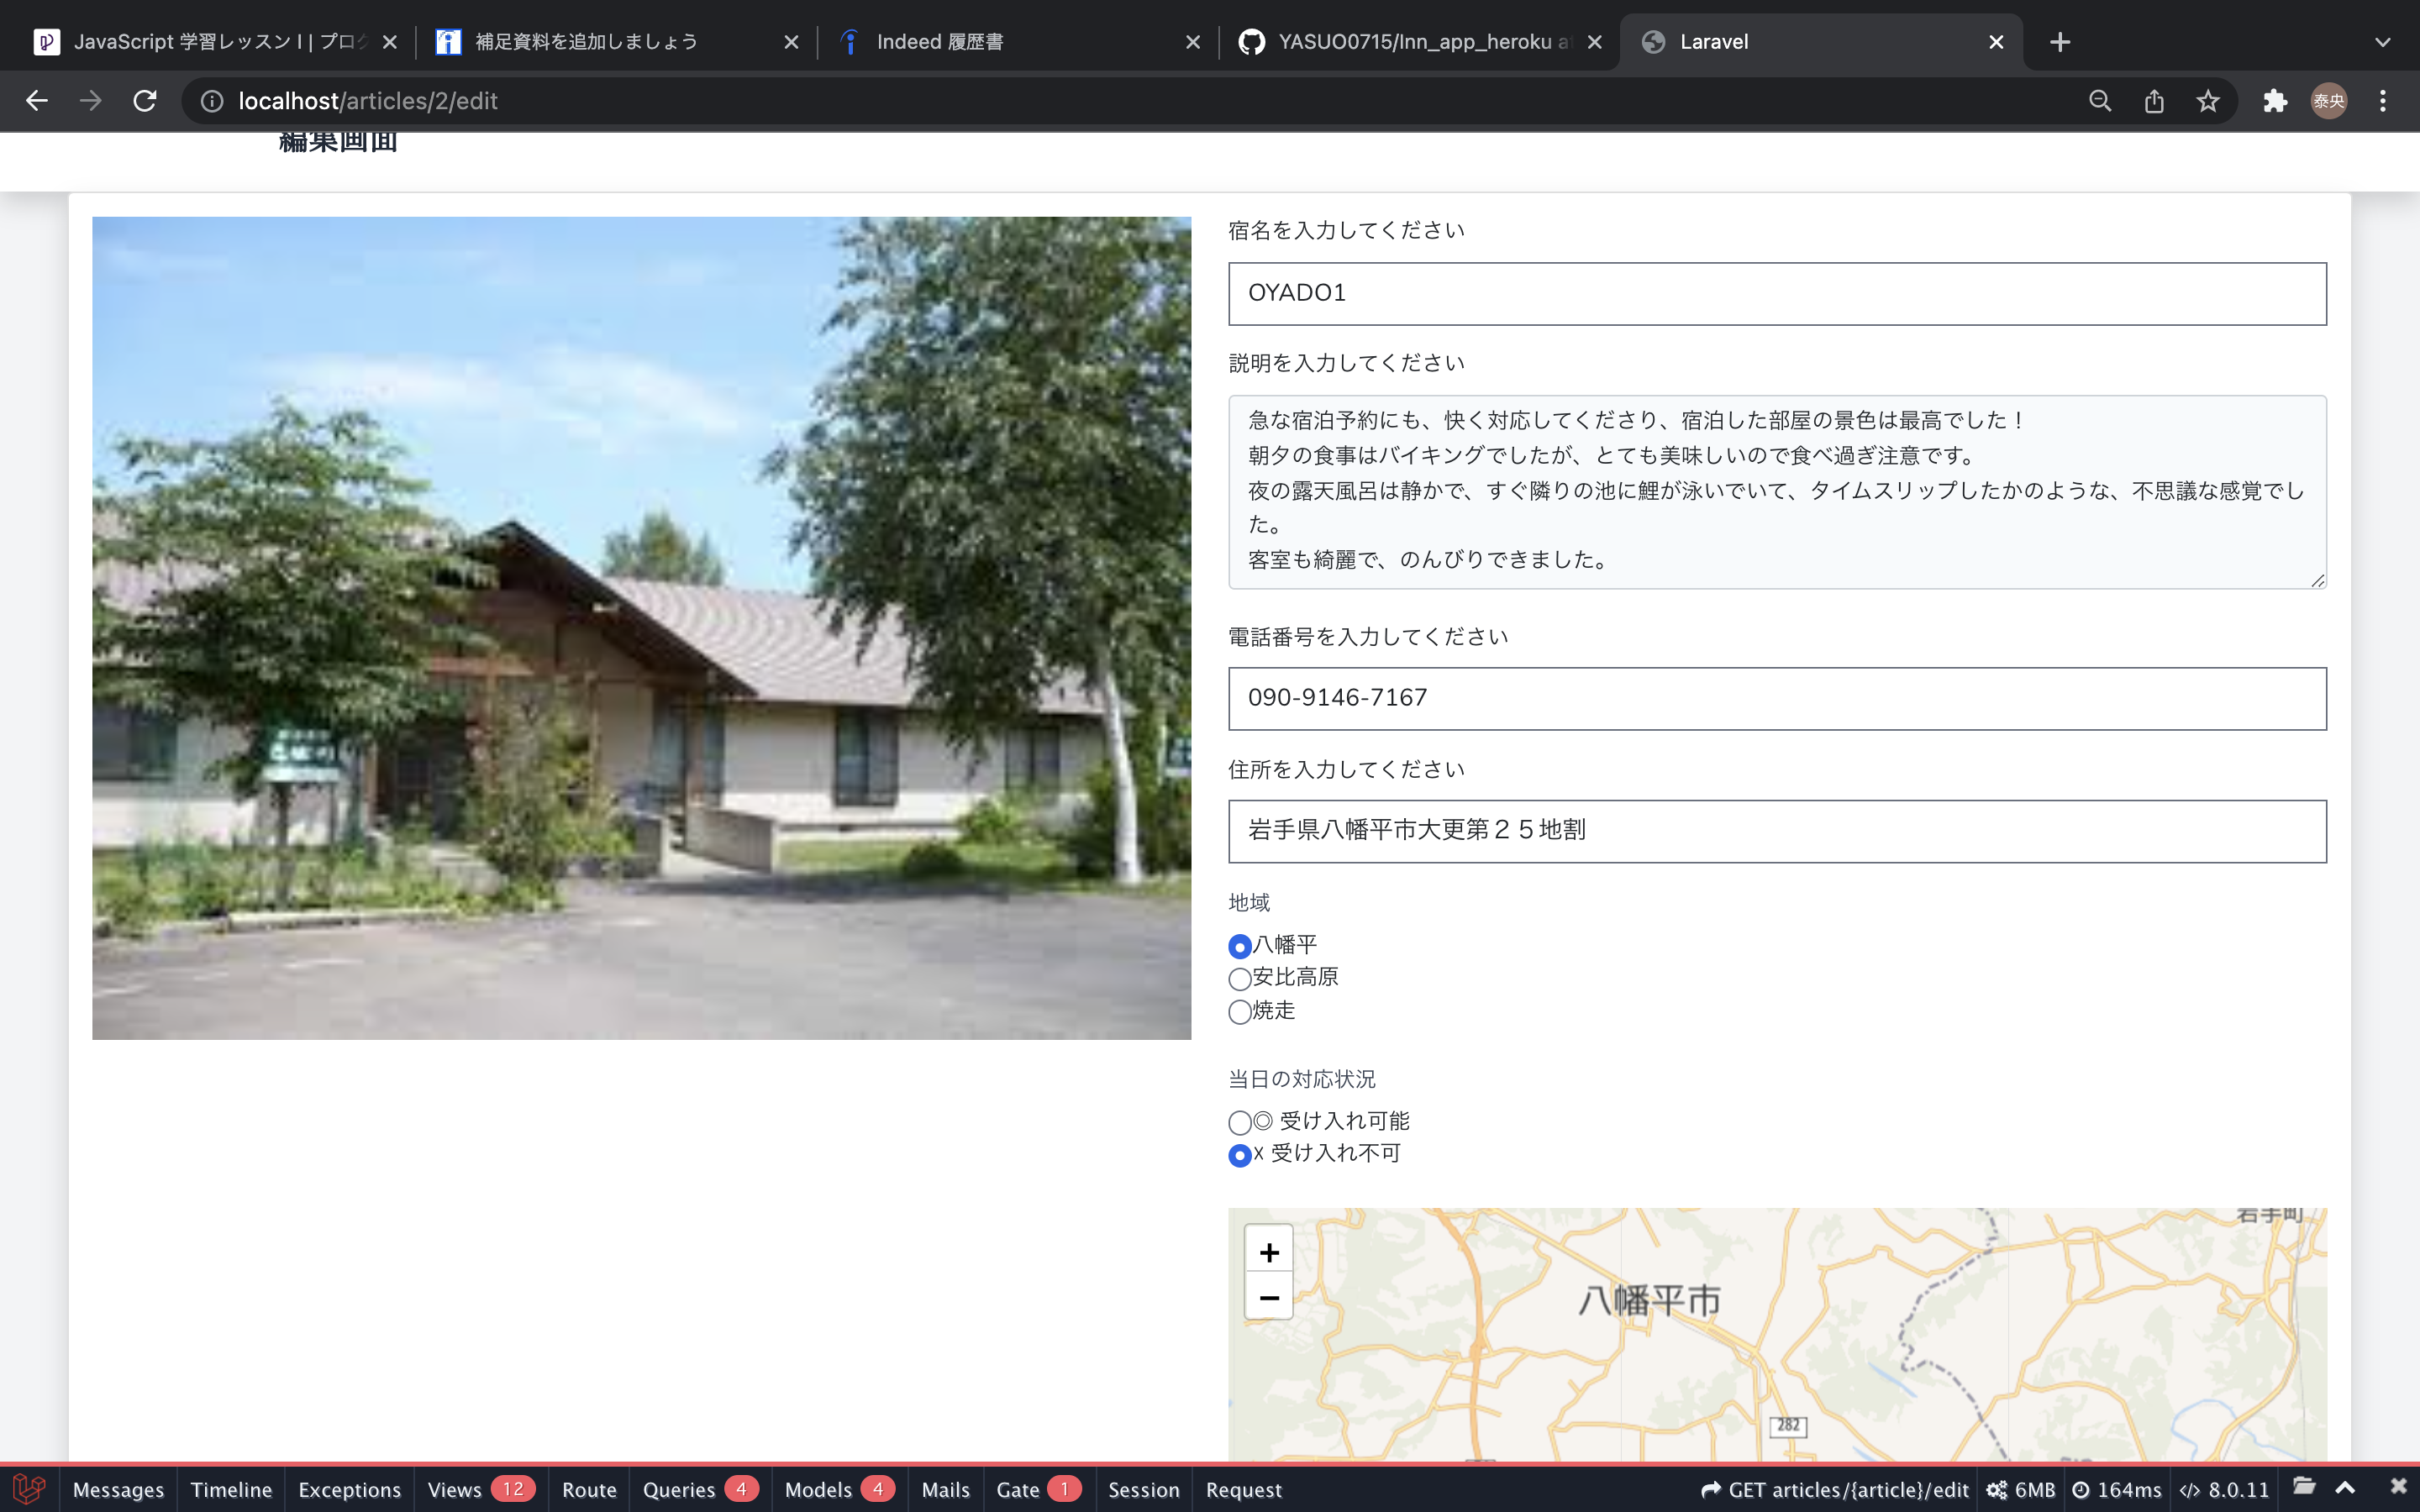 JavaScript 学習レッスン I | プログ
補足資料を追加しましょう
Indeed 履歴書
YASUO0715/Inn_app_heroku at
Laravel
localhost/articles/2/edit
泰央
編集画面
宿名を入力してください
OYADO1
説明を入力してください
急な宿泊予約にも、快く対応してくださり、宿泊した部屋の景色は最高でした！
朝夕の食事はバイキングでしたが、とても美味しいので食べ過ぎ注意です。
夜の露天風呂は静かで、すぐ隣りの池に鯉が泳いでいて、タイムスリップしたかのような、不思議な感覚でし
た。
客室も綺麗で、のんびりできました。
電話番号を入力してください
090-9146-7167
住所を入力してください
岩手県八幡平市大更第２５地割
地域
八幡平
安比高原
焼走
当日の対応状況
◎ 受け入れ可能
☓ 受け入れ不可
+
−
岩手町
八幡平市
282
Messages
Timeline
Exceptions
Views 12
Route
Queries 4
Models 4
Mails
Gate 1
Session
Request
GET articles/{article}/edit
6MB
164ms
8.0.11